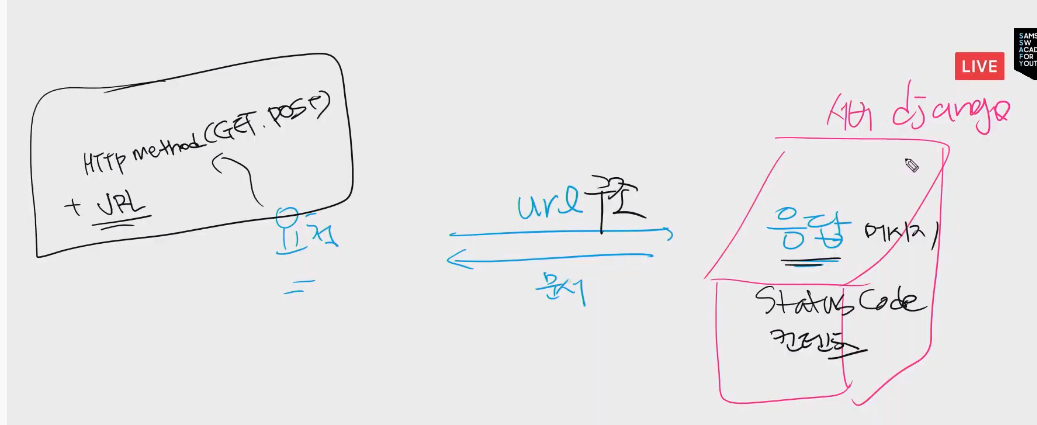 SAMS
SW
ACAD
FOR
YOUT
LIVE
서버 django
HTTP method(GET. POST)
+ URL
요청
url 구조
문서
응답 메시지
Status Code
컨텐츠